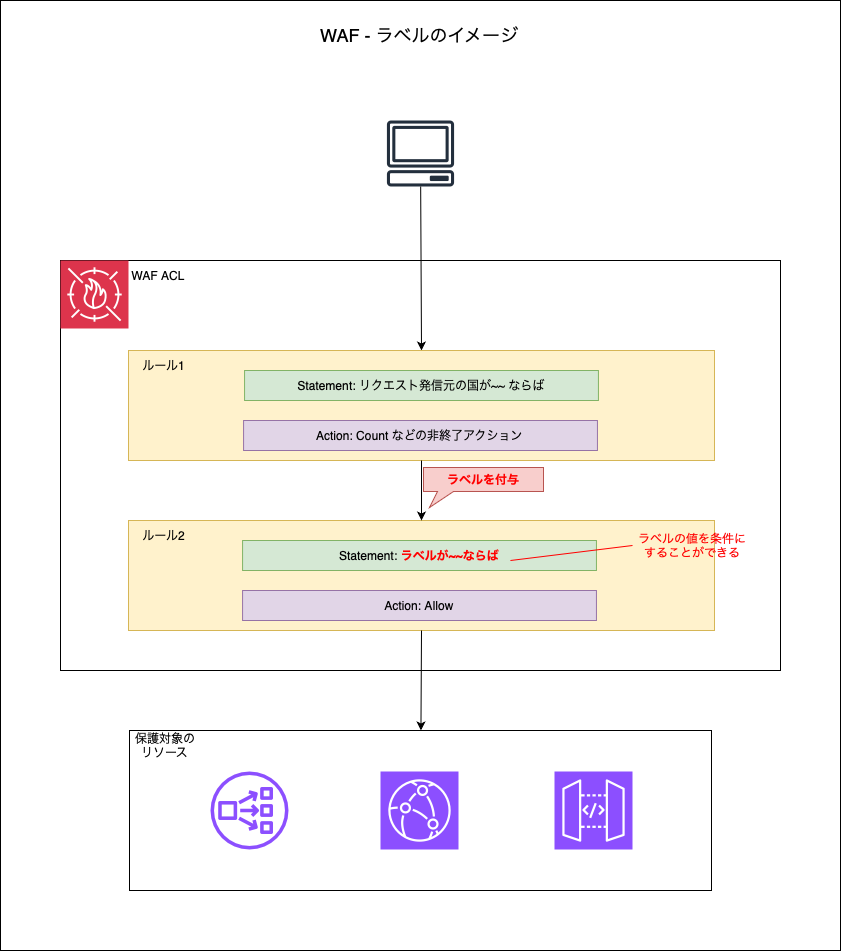 WAF - ラベルのイメージ
WAF ACL
ルール1
Statement: リクエスト発信元の国が~~ ならば
Action: Count などの非終了アクション
ラベルを付与
ルール2
Statement: ラベルが~~ならば
ラベルの値を条件に
することができる
Action: Allow
保護対象の
リソース